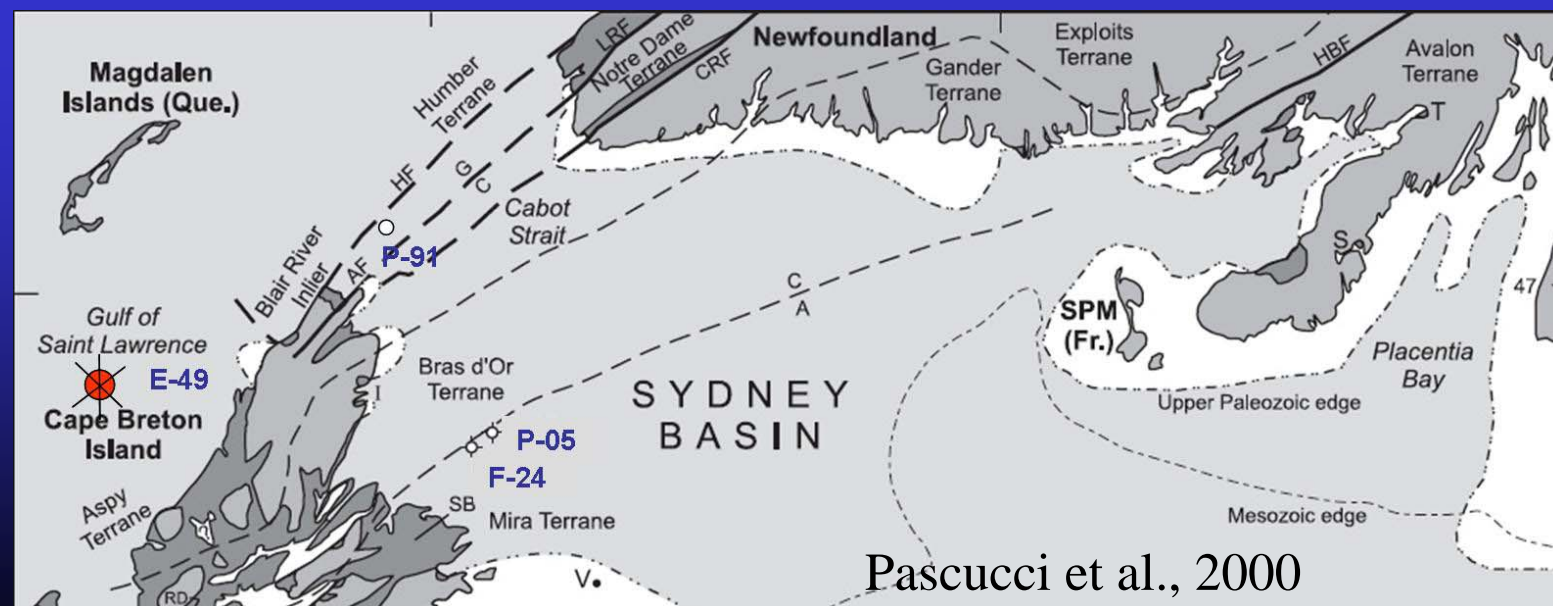 Magdalen
Islands (Que.)
Humber
Terrane
LRF
Notre Dame
Terrane
CRF
Newfoundland
Gander
Terrane
Exploits
Terrane
HBF
Avalon
Terrane
T
HF
G
C
Cabot
Strait
P-91
AF
Blair River
Inlier
Gulf of
Saint Lawrence
E-49
Cape Breton
Island
I
Bras d'Or
Terrane
C
A
SYDNEY
BASIN
P-05
F-24
SB
Mira Terrane
Aspy
Terrane
RD
V
SPM
(Fr.)
S
M
47
Placentia
Bay
Upper Paleozoic edge
Mesozoic edge
Pascucci et al., 2000